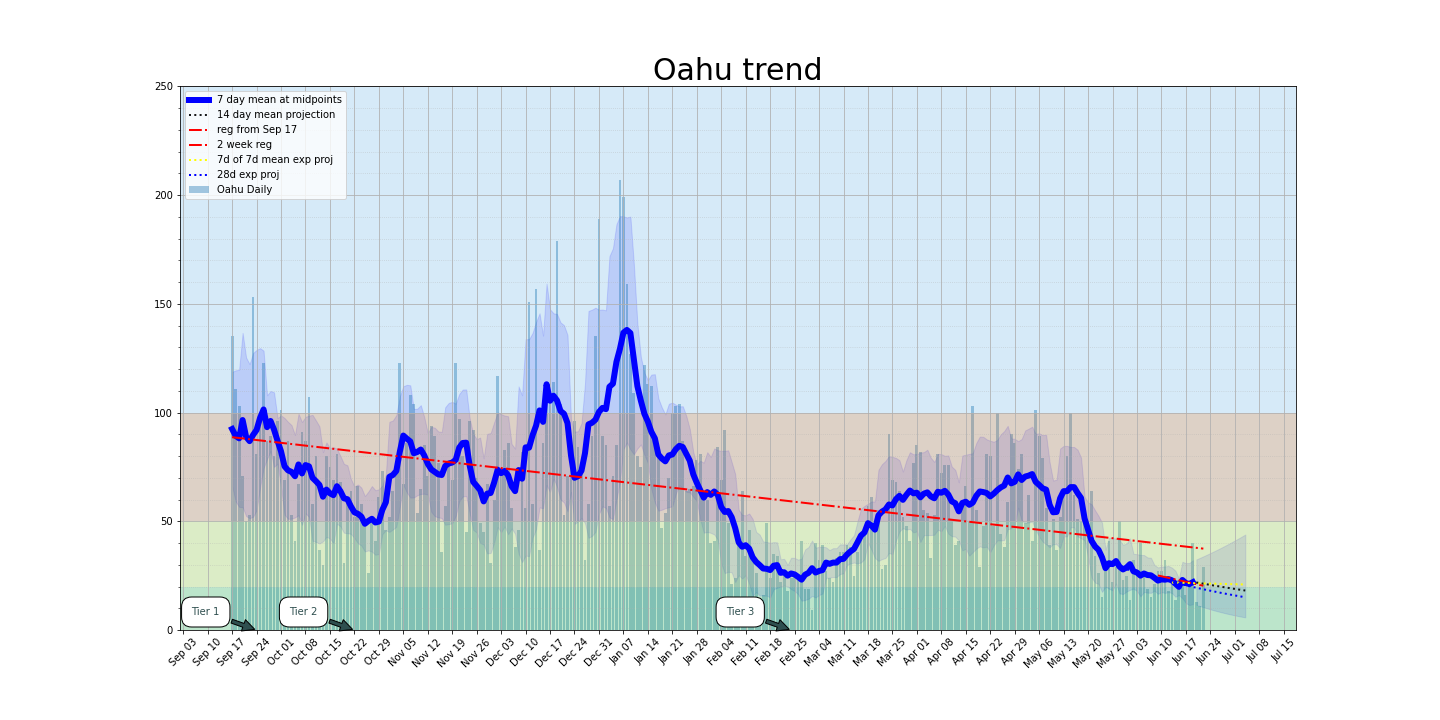 Oahu trend
250
200
150
100
50
0
7 day mean at midpoints
14 day mean projection
reg from Sep 17
2 week reg
7d of 7d mean exp proj
28d exp proj
Oahu Daily
Tier 1
Tier 2
Tier 3
Sep 03
Sep 10
Sep 17
Sep 24
Oct 01
Oct 08
Oct 15
Oct 22
Oct 29
Nov 05
Nov 12
Nov 19
Nov 26
Dec 03
Dec 10
Dec 17
Dec 24
Dec 31
Jan 07
Jan 14
Jan 21
Jan 28
Feb 04
Feb 11
Feb 18
Feb 25
Mar 04
Mar 11
Mar 18
Mar 25
Apr 01
Apr 08
Apr 15
Apr 22
Apr 29
May 06
May 13
May 20
May 27
Jun 03
Jun 10
Jun 17
Jun 24
Jul 01
Jul 08
Jul 15